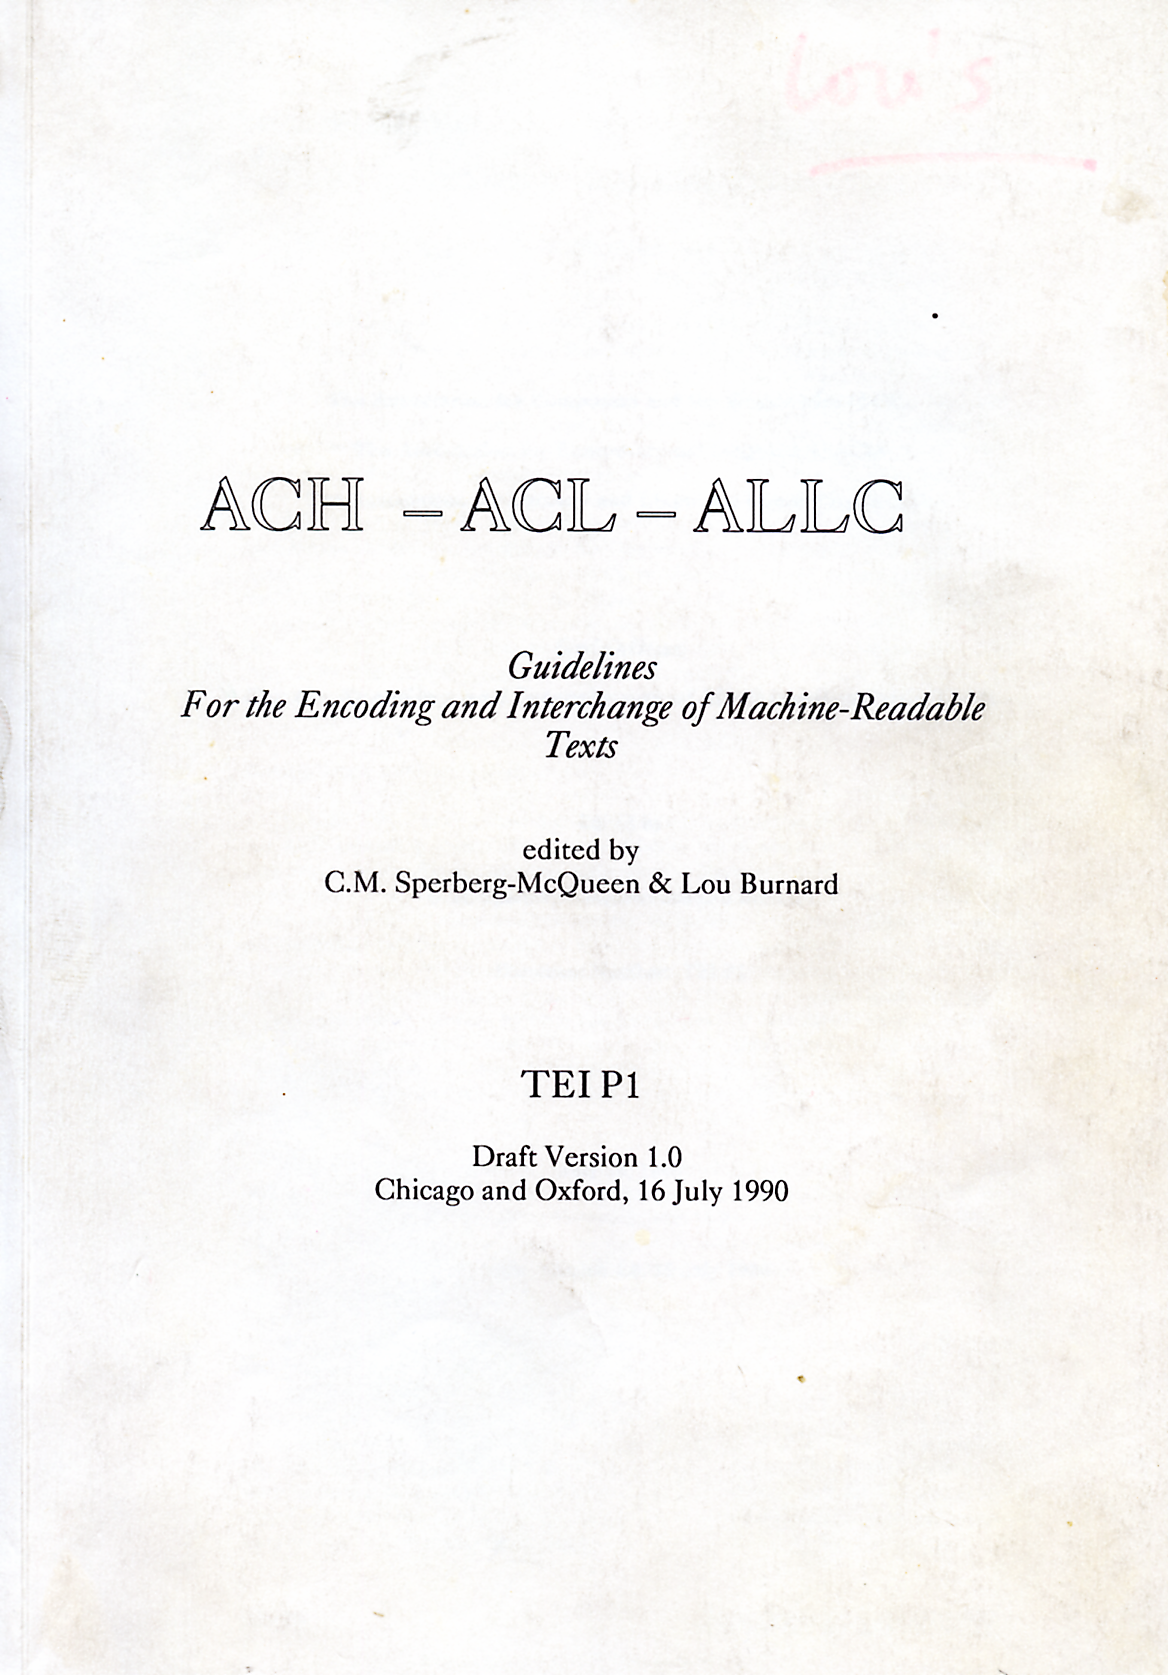 Lou's
ACH – ACL – ALLC
Guidelines
For the Encoding and Interchange of Machine-Readable
Texts
edited by
C.M. Sperberg-McQueen & Lou Burnard
TEI P1
Draft Version 1.0
Chicago and Oxford, 16 July 1990